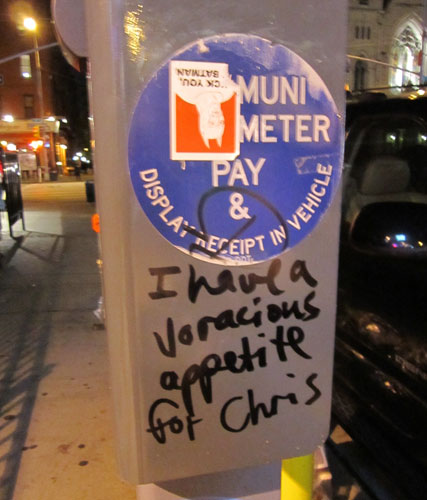 "CK YOU,
BATMAN.
MUNI
METER
PAY
&
DISPLAY RECEIPT IN VEHICLE
I have a
voracious
appetite
for Chris